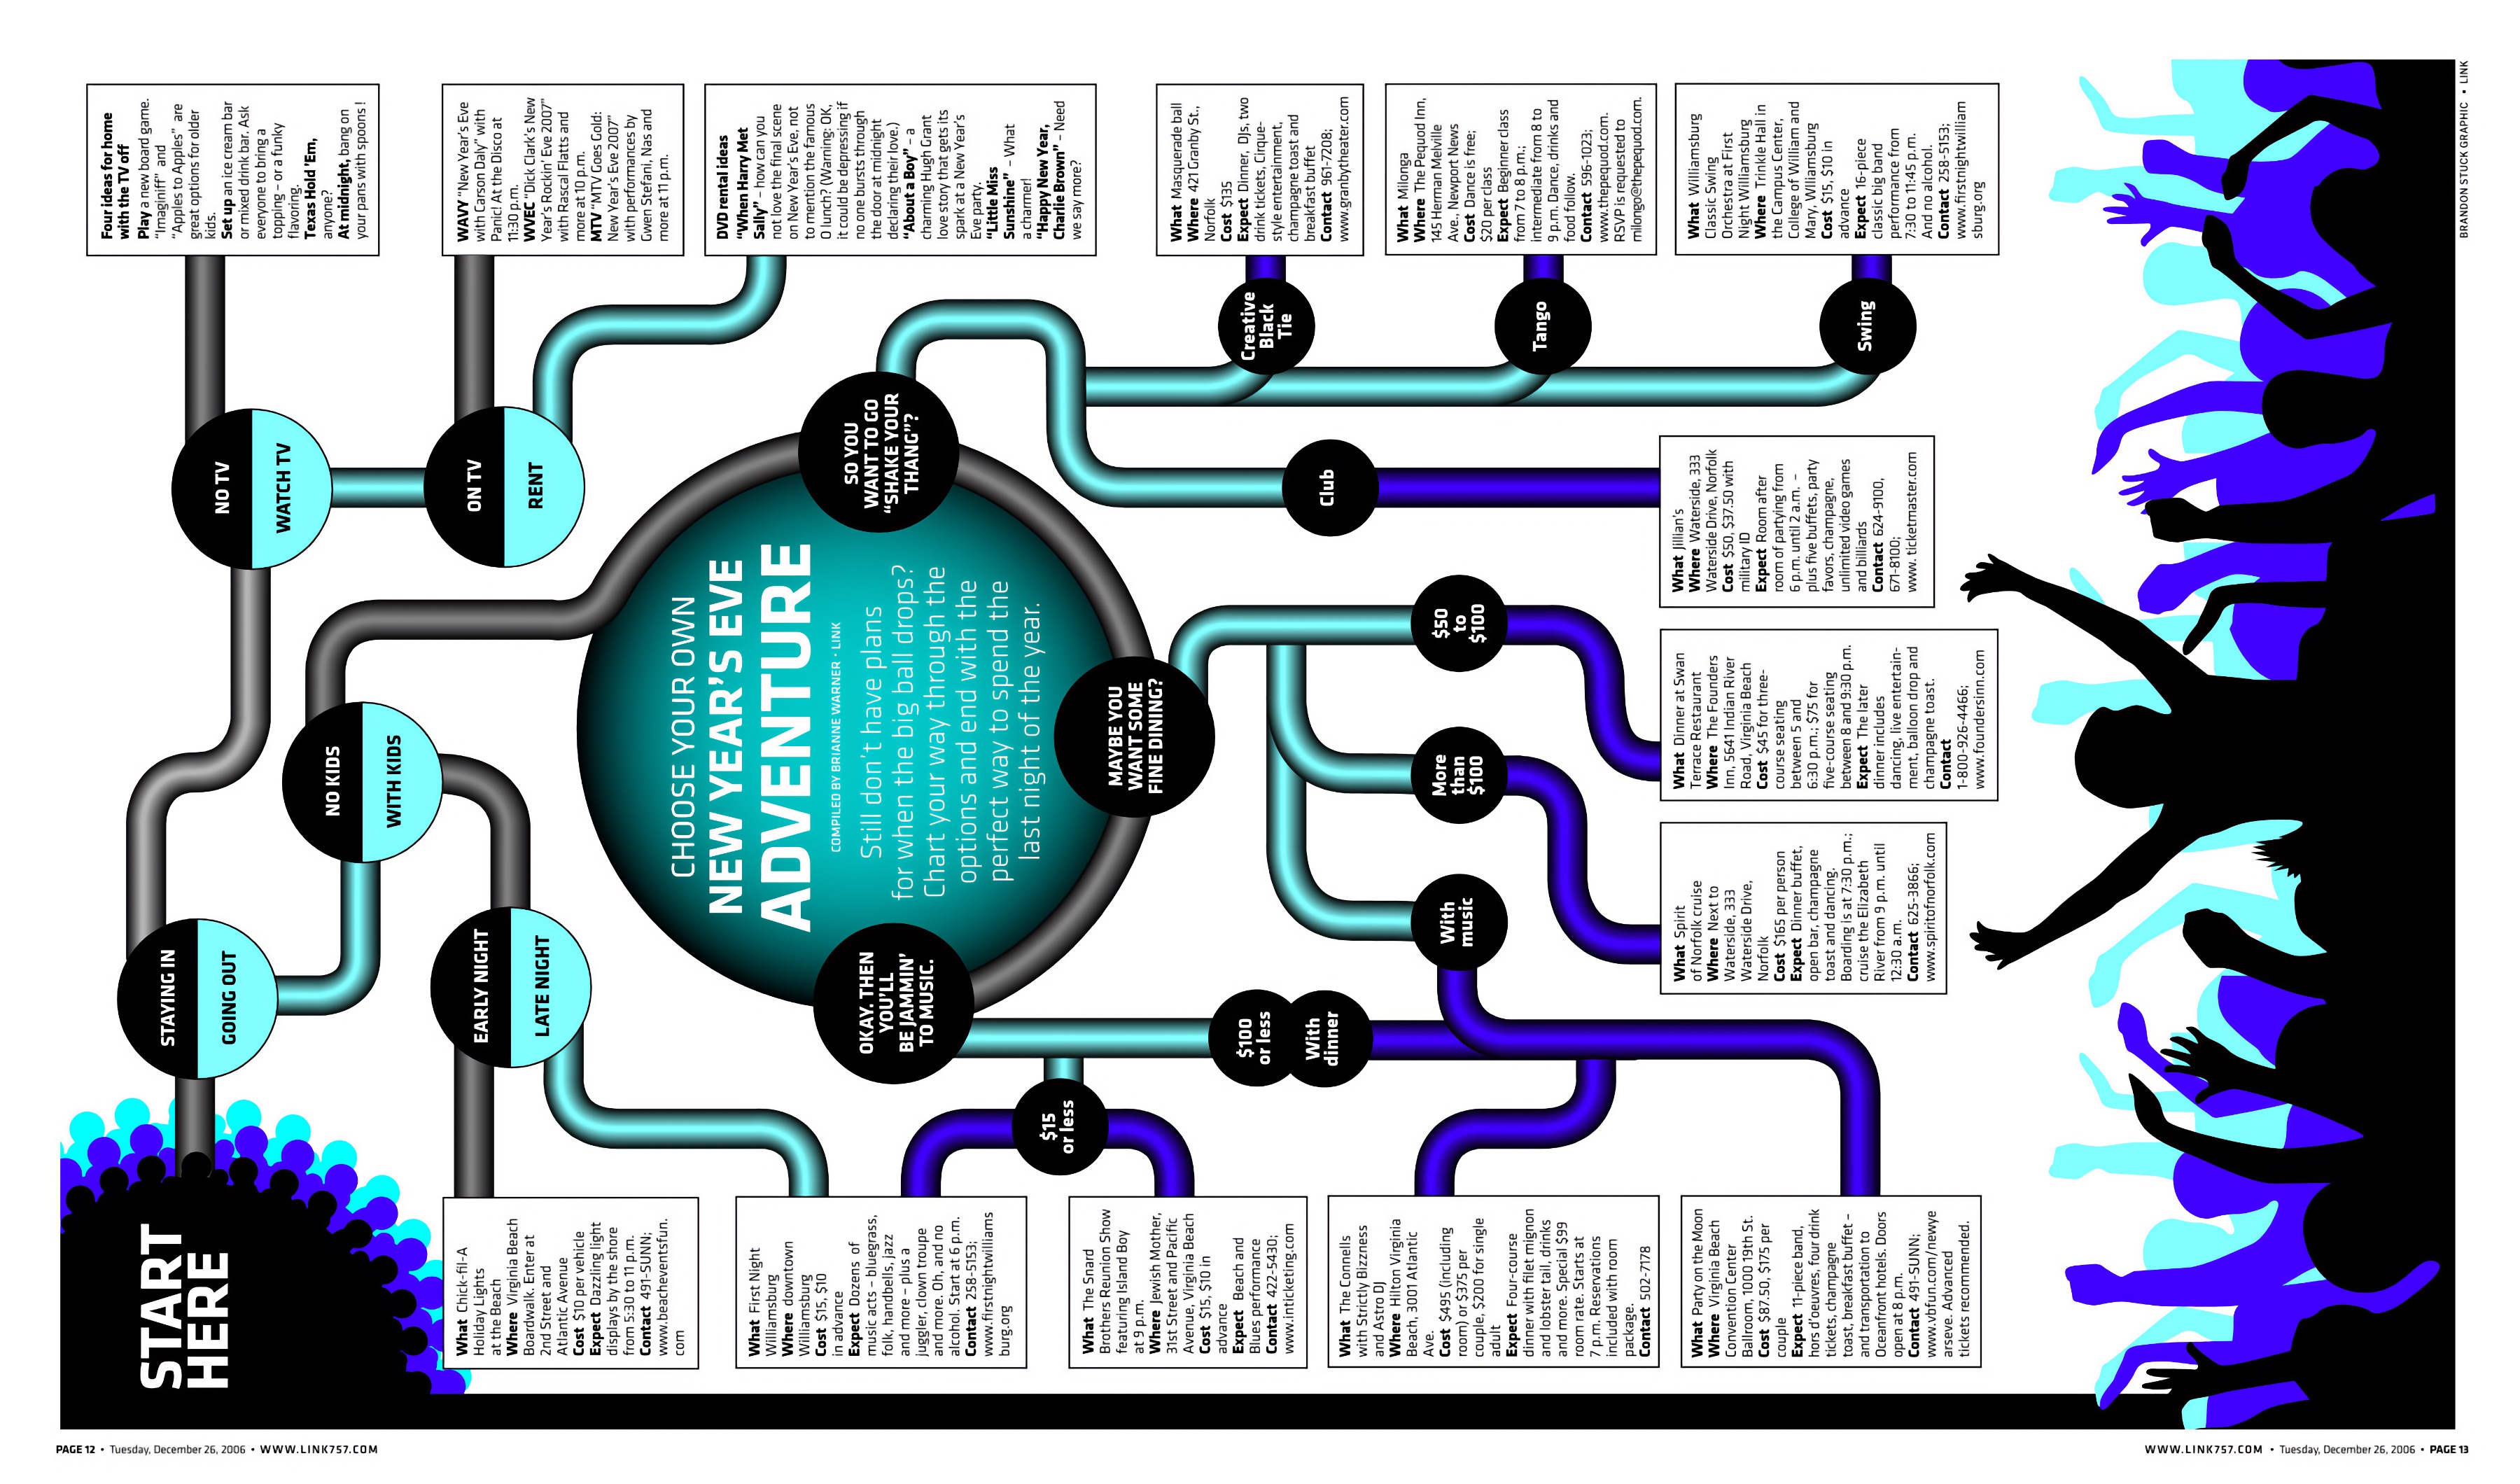 START
HERE
STAYING IN
GOING OUT
NO KIDS
WITH KIDS
EARLY NIGHT
LATE NIGHT
NO TV
WATCH TV
ON TV
RENT
CHOOSE YOUR OWN
NEW YEAR'S EVE
ADVENTURE
COMPILED BY BRIANNE WARNER · LINK
Still don't have plans
for when the big ball drops?
Chart your way through the
options and end with the
perfect way to spend the
last night of the year.
OKAY. THEN
YOU'LL
BE JAMMIN'
TO MUSIC.
MAYBE YOU
WANT SOME
FINE DINING?
SO YOU
WANT TO GO
"SHAKE YOUR
THANG"?
$15
or less
$100
or less
With
dinner
With
music
More
than
$100
$50
to
$100
Club
Creative
Black
Tie
Tango
Swing
Four ideas for home
with the TV off
Play a new board game.
"Imaginiff" and
"Apples to Apples" are
great options for older
kids.
Set up an ice cream bar
or mixed drink bar. Ask
everyone to bring a
topping – or a funky
flavoring.
Texas Hold 'Em,
anyone?
At midnight, bang on
your pans with spoons !
WAVY "New Year's Eve
with Carson Daly" with
Panic! At the Disco at
11:30 p.m.
WVEC "Dick Clark's New
Year's Rockin' Eve 2007"
with Rascal Flatts and
more at 10 p.m.
MTV "MTV Goes Gold:
New Year's Eve 2007"
with performances by
Gwen Stefani, Nas and
more at 11 p.m.
DVD rental ideas
"When Harry Met
Sally" – how can you
not love the final scene
on New Year's Eve, not
to mention the famous
O lunch? (Warning: OK,
it could be depressing if
no one bursts through
the door at midnight
declaring their love.)
"About a Boy" – a
charming Hugh Grant
love story that gets its
spark at a New Year's
Eve party.
"Little Miss
Sunshine" – What
a charmer!
"Happy New Year,
Charlie Brown" – Need
we say more?
What Masquerade ball
Where 421 Granby St.,
Norfolk
Cost $135
Expect Dinner, DJs, two
drink tickets, Cirque-
style entertainment,
champagne toast and
breakfast buffet
Contact 961-7208;
www.granbytheater.com
What Milonga
Where The Pequod Inn,
145 Herman Melville
Ave., Newport News
Cost Dance is free;
$20 per class
Expect Beginner class
from 7 to 8 p.m.;
intermediate from 8 to
9 p.m. Dance, drinks and
food follow.
Contact 596-1023;
www.thepequod.com.
RSVP is requested to
milongo@thepequod.com.
What Williamsburg
Classic Swing
Orchestra at First
Night Williamsburg
Where Trinkle Hall in
the Campus Center,
College of William and
Mary, Williamsburg
Cost $15, $10 in
advance
Expect 16-piece
classic big band
performance from
7:30 to 11:45 p.m.
And no alcohol.
Contact 258-5153;
www.firstnightwilliam
sburg.org
What Jillian's
Where Waterside, 333
Waterside Drive, Norfolk
Cost $50, $37.50 with
military ID
Expect Room after
room of partying from
6 p.m. until 2 a.m. –
plus five buffets, party
favors, champagne,
unlimited video games
and billiards
Contact 624-9100,
671-8100;
www. ticketmaster.com
What Dinner at Swan
Terrace Restaurant
Where The Founders
Inn, 5641 Indian River
Road, Virginia Beach
Cost $45 for three-
course seating
between 5 and
6:30 p.m.; $75 for
five-course seating
between 8 and 9:30 p.m.
Expect The later
dinner includes
dancing, live entertain-
ment, balloon drop and
champagne toast.
Contact
1-800-926-4466;
www.foundersinn.com
What Spirit
of Norfolk cruise
Where Next to
Waterside, 333
Waterside Drive,
Norfolk
Cost $165 per person
Expect Dinner buffet,
open bar, champagne
toast and dancing.
Boarding is at 7:30 p.m.;
cruise the Elizabeth
River from 9 p.m. until
12:30 a.m.
Contact 625-3866;
www.spiritofnorfolk.com
What Chick-fil-A
Holiday Lights
at the Beach
Where Virginia Beach
Boardwalk. Enter at
2nd Street and
Atlantic Avenue
Cost $10 per vehicle
Expect Dazzling light
displays by the shore
from 5:30 to 11 p.m.
Contact 491-SUNN;
www.beacheventsfun.
com
What First Night
Williamsburg
Where downtown
Williamsburg
Cost $15, $10
in advance
Expect Dozens of
music acts – bluegrass,
folk, handbells, jazz
and more – plus a
juggler, clown troupe
and more. Oh, and no
alcohol. Start at 6 p.m.
Contact 258-5153;
www.firstnightwilliams
burg.org
What The Snard
Brothers Reunion Show
featuring Island Boy
at 9 p.m.
Where Jewish Mother,
31st Street and Pacific
Avenue, Virginia Beach
Cost $15, $10 in
advance
Expect Beach and
Blues performance
Contact 422-5430;
www.inticketing.com
What The Connells
with Strictly Bizzness
and Astro DJ
Where Hilton Virginia
Beach, 3001 Atlantic
Ave.
Cost $495 (including
room) or $375 per
couple, $200 for single
adult
Expect Four-course
dinner with filet mignon
and lobster tail, drinks
and more. Special $99
room rate. Starts at
7 p.m. Reservations
included with room
package.
Contact 502-7178
What Party on the Moon
Where Virginia Beach
Convention Center
Ballroom, 1000 19th St.
Cost $87.50, $175 per
couple
Expect 11-piece band,
hors d'oeuvres, four drink
tickets, champagne
toast, breakfast buffet –
and transportation to
Oceanfront hotels. Doors
open at 8 p.m.
Contact 491-SUNN;
www.vbfun.com/newye
arseve. Advanced
tickets recommended.
BRANDON STUCK GRAPHIC • LINK
PAGE 12 • Tuesday, December 26, 2006 • WWW.LINK757.COM
WWW.LINK757.COM • Tuesday, December 26, 2006 • PAGE 13